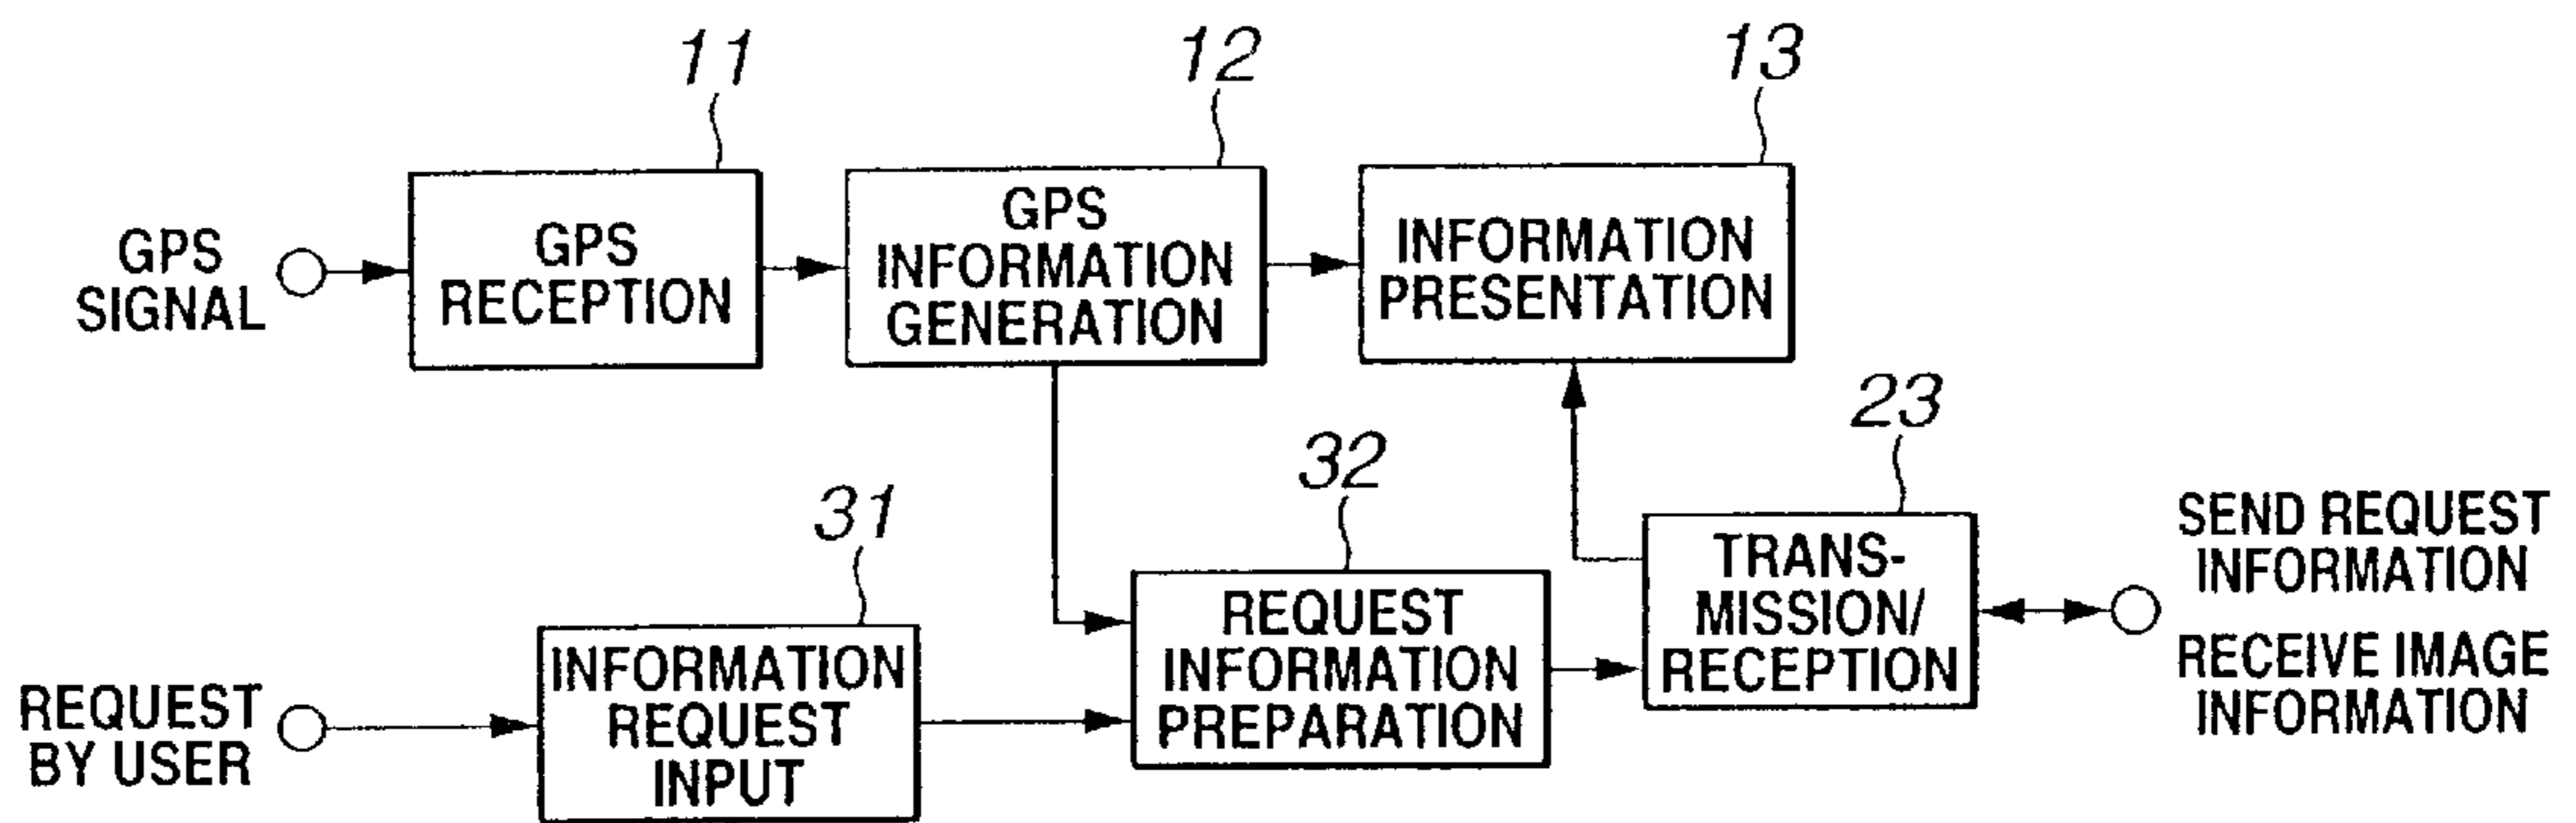 11
12
13
GPS
SIGNAL
GPS
RECEPTION
GPS
INFORMATION
GENERATION
INFORMATION
PRESENTATION
23
32
31
REQUEST
BY USER
INFORMATION
REQUEST
INPUT
REQUEST
INFORMATION
PREPARATION
TRANS-
MISSION/
RECEPTION
SEND REQUEST
INFORMATION
RECEIVE IMAGE
INFORMATION